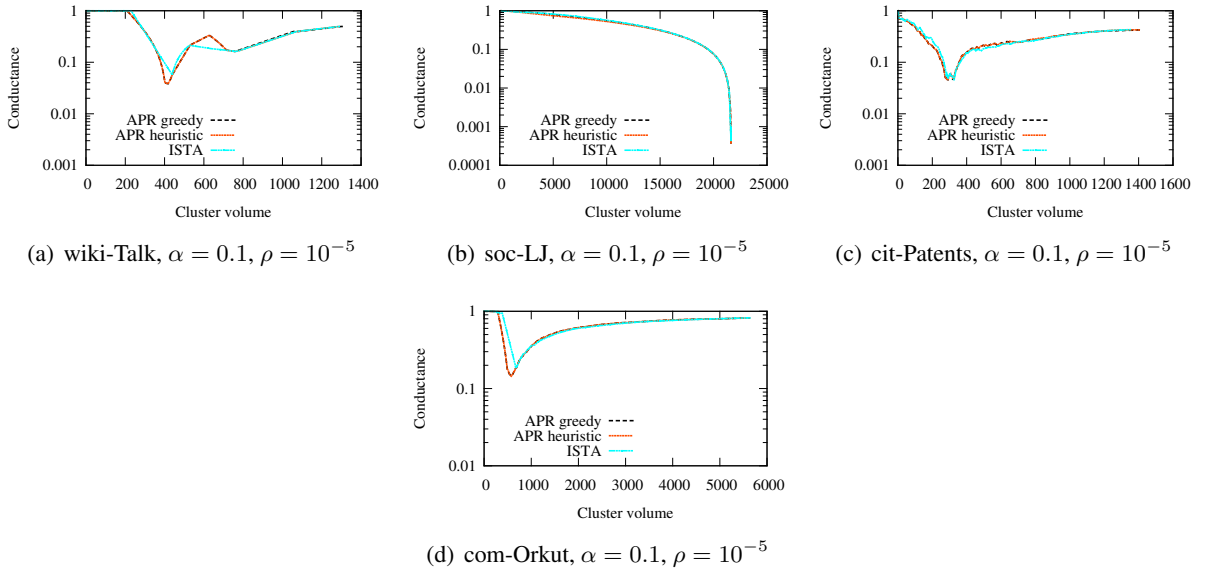 1
0.1
0.01
0.001
Conductance
APR greedy
APR heuristic
ISTA
0 200 400 600 800 1000 1200 1400
Cluster volume
(a) wiki-Talk, α = 0.1, ρ = 10⁻⁵
1
0.1
0.01
0.001
0.0001
Conductance
APR greedy
APR heuristic
ISTA
5000 10000 15000 20000 25000
Cluster volume
(b) soc-LJ, α = 0.1, ρ = 10⁻⁵
1
0.1
0.01
0.001
Conductance
APR greedy
APR heuristic
ISTA
0 200 400 600 800 1000 1200 1400 1600
Cluster volume
(c) cit-Patents, α = 0.1, ρ = 10⁻⁵
1
0.1
0.01
Conductance
APR greedy
APR heuristic
ISTA
0 1000 2000 3000 4000 5000 6000
Cluster volume
(d) com-Orkut, α = 0.1, ρ = 10⁻⁵